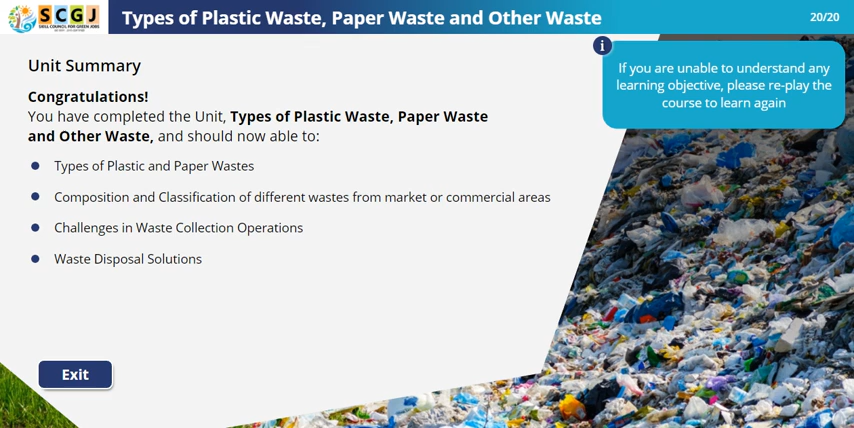 SCGJ
SKILL COUNCIL FOR GREEN JOBS
Types of Plastic Waste, Paper Waste and Other Waste
20/20
i
If you are unable to understand any
learning objective, please re-play the
course to learn again
Unit Summary
Congratulations!
You have completed the Unit, Types of Plastic Waste, Paper Waste
and Other Waste, and should now able to:
Types of Plastic and Paper Wastes
Composition and Classification of different wastes from market or commercial areas
Challenges in Waste Collection Operations
Waste Disposal Solutions
Exit